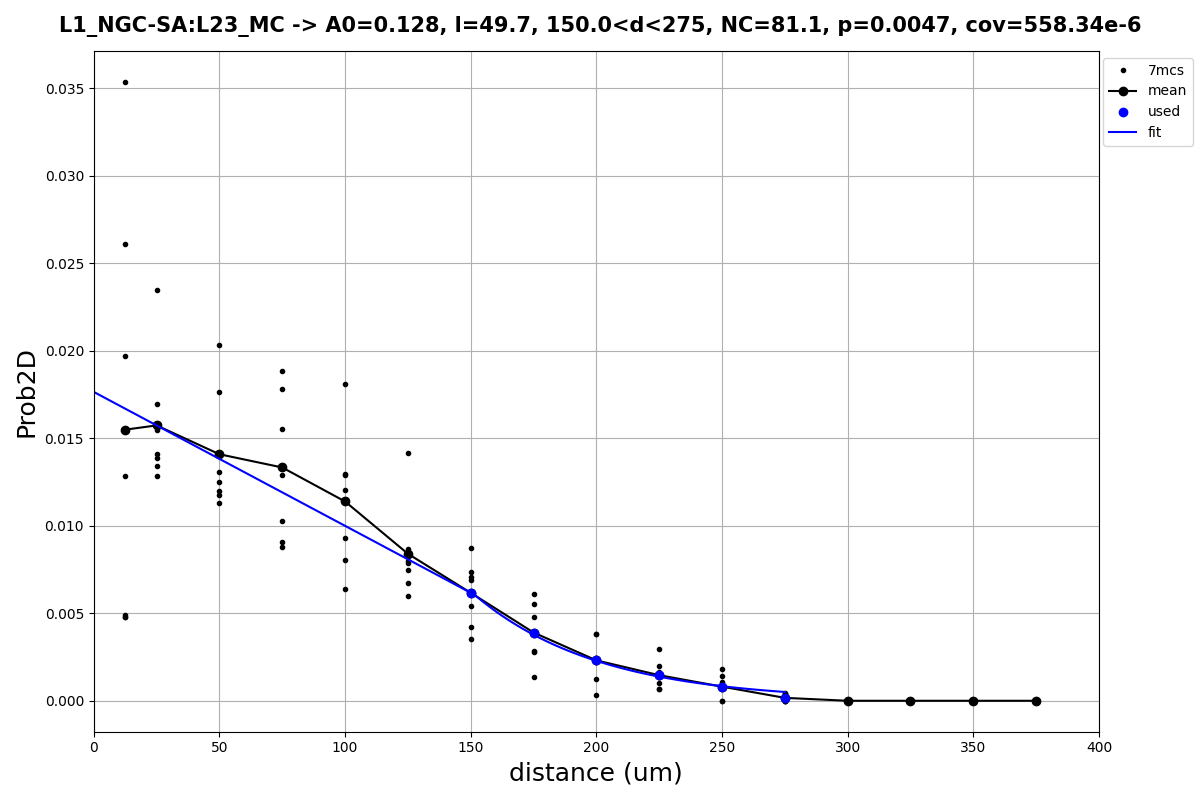 L1_NGC-SA:L23_MC -> A0=0.128, l=49.7, 150.0<d<275, NC=81.1, p=0.0047, cov=558.34e-6
7mcs
mean
used
fit
Prob2D
0.035
0.030
0.025
0.020
0.015
0.010
0.005
0.000
0 50 100 150 200 250 300 350 400
distance (um)